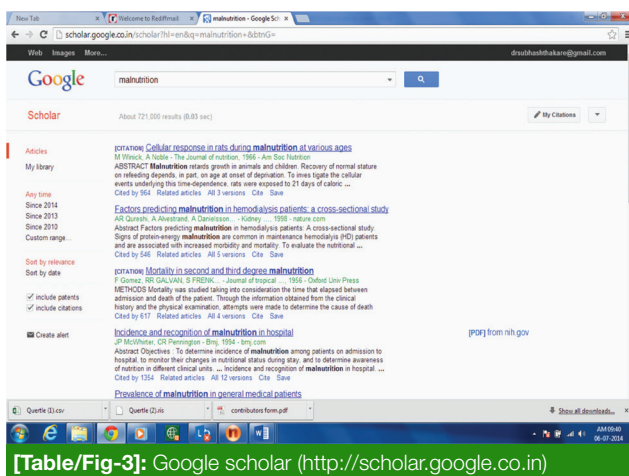 New Tab
Welcome to Rediffmail
malnutrition - Google Sch
scholar.google.co.in/scholar?hl=en&q=malnutrition+&btnG=
Web Images More...
drsubhashthakare@gmail.com
Google
malnutrition
Scholar
About 721,000 results (0.03 sec)
My Citations
Articles
My library
Any time
Since 2014
Since 2013
Since 2010
Custom range...
Sort by relevance
Sort by date
include patents
include citations
Create alert
[CITATION] Cellular response in rats during malnutrition at various ages
M Winick, A Noble - The Journal of nutrition, 1966 - Am Soc Nutrition
ABSTRACT Malnutrition retards growth in animals and children. Recovery of normal stature
on refeeding depends, in part, on age at onset of deprivation. To inves tigate the cellular
events underlying this time-dependence, rats were exposed to 21 days of caloric ...
Cited by 964 Related articles All 3 versions Cite Save
Factors predicting malnutrition in hemodialysis patients: a cross-sectional study
AR Qureshi, A Alvestrand, A Danielsson... - Kidney ..., 1998 - nature.com
Abstract Factors predicting malnutrition in hemodialysis patients: A cross-sectional study.
Signs of protein-energy malnutrition are common in maintenance hemodialysis (HD) patients
and are associated with increased morbidity and mortality. To evaluate the nutritional ...
Cited by 546 Related articles All 5 versions Cite Save
[CITATION] Mortality in second and third degree malnutrition
F Gomez, RR GALVAN, S FRENK... - Journal of tropical ..., 1956 - Oxford Univ Press
METHODS Mortality was studied taking into consideration the time that elapsed between
admission and death of the patient. Through the information obtained from the clinical
history and the physical examination, attempts were made to determine the cause of death
Cited by 617 Related articles All 4 versions Cite Save
Incidence and recognition of malnutrition in hospital
JP McWhirter, CR Pennington - Bmj, 1994 - bmj.com
Abstract Objectives : To determine incidence of malnutrition among patients on admission to
hospital, to monitor their changes in nutritional status during stay, and to determine awareness
of nutrition in different clinical units. ... Incidence and recognition of malnutrition in hospital. ...
Cited by 1354 Related articles All 12 versions Cite Save
[PDF] from nih.gov
Prevalence of malnutrition in general medical patients
Quertle (1).csv
Quertle (2).ris
contributors form.pdf
Show all downloads...
AM 09:40
06-07-2014
[Table/Fig-3]: Google scholar (http://scholar.google.co.in)